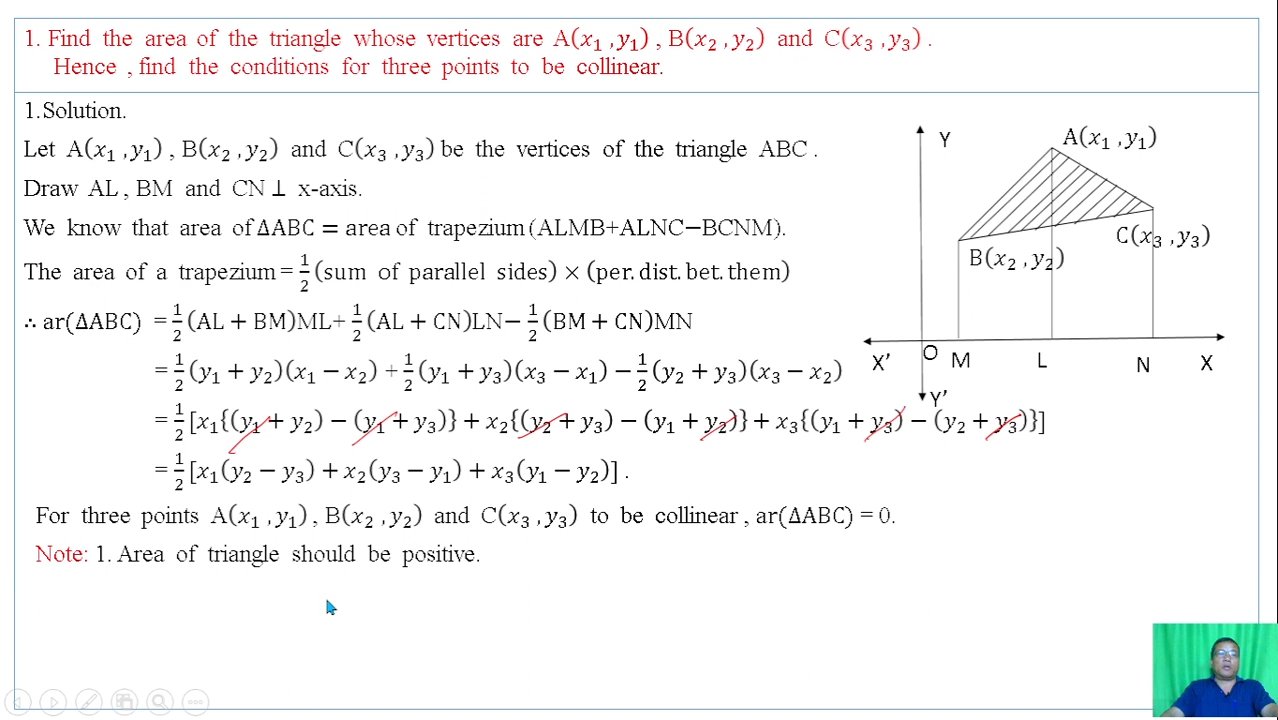 1. Find the area of the triangle whose vertices are A(x₁ ,y₁) , B(x₂ ,y₂) and C(x₃ ,y₃) .
Hence , find the conditions for three points to be collinear.
1.Solution.
Let A(x₁ ,y₁) , B(x₂ ,y₂) and C(x₃ ,y₃) be the vertices of the triangle ABC .
Draw AL , BM and CN ⊥ x-axis.
We know that area of ΔABC = area of trapezium (ALMB+ALNC−BCNM).
The area of a trapezium = 1/2 (sum of parallel sides) × (per. dist. bet. them)
∴ ar(ΔABC) = 1/2 (AL + BM)ML+ 1/2 (AL + CN)LN− 1/2 (BM + CN)MN
= 1/2 (y₁ + y₂)(x₁ − x₂) + 1/2 (y₁ + y₃)(x₃ − x₁) − 1/2 (y₂ + y₃)(x₃ − x₂)
= 1/2 [x₁{(y₁ + y₂) − (y₁ + y₃)} + x₂{(y₂ + y₃) − (y₁ + y₂)} + x₃{(y₁ + y₃) − (y₂ + y₃)}]
= 1/2 [x₁(y₂ − y₃) + x₂(y₃ − y₁) + x₃(y₁ − y₂)] .
For three points A(x₁ ,y₁) , B(x₂ ,y₂) and C(x₃ ,y₃) to be collinear , ar(ΔABC) = 0.
Note: 1. Area of triangle should be positive.
Y
A(x₁ ,y₁)
C(x₃ ,y₃)
B(x₂ ,y₂)
X' O M L N X
Y'